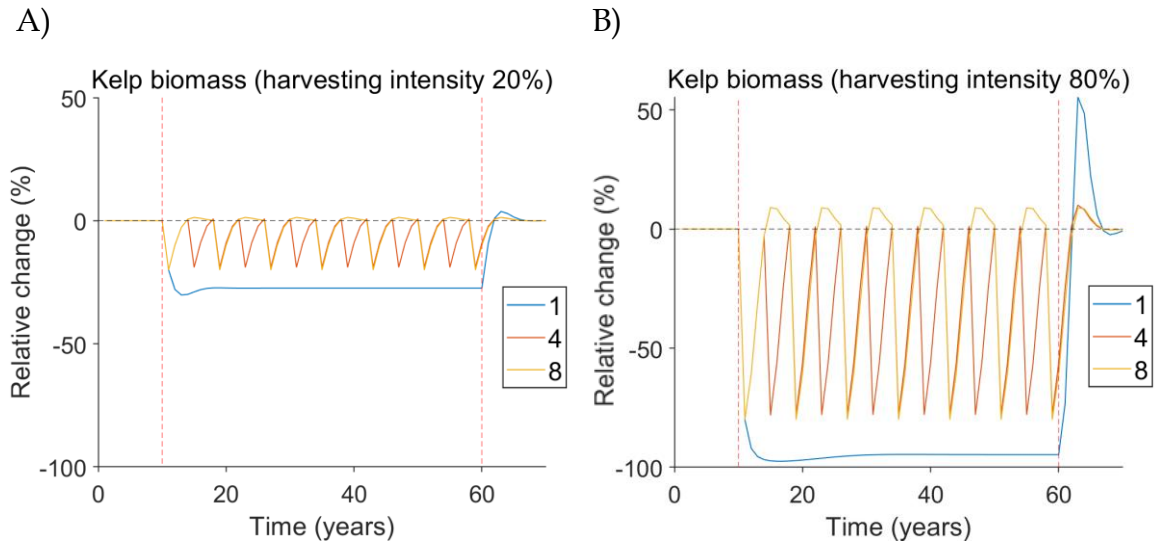 A)
Kelp biomass (harvesting intensity 20%)
50
0
-50
-100
Relative change (%)
0
20
40
60
Time (years)
1
4
8
B)
Kelp biomass (harvesting intensity 80%)
50
0
-50
-100
Relative change (%)
0
20
40
60
Time (years)
1
4
8